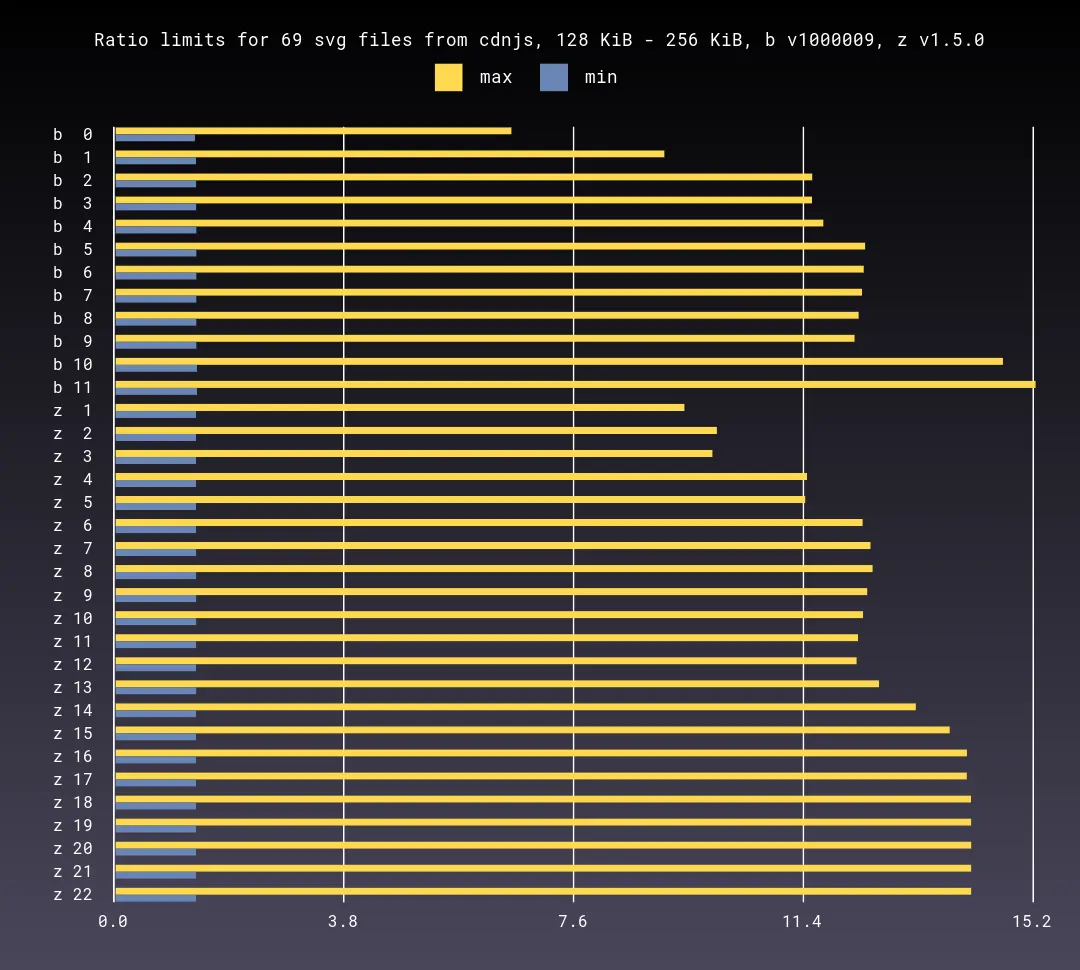 Ratio limits for 69 svg files from cdnjs, 128 KiB - 256 KiB, b v1000009, z v1.5.0
max min
b 0
b 1
b 2
b 3
b 4
b 5
b 6
b 7
b 8
b 9
b 10
b 11
z 1
z 2
z 3
z 4
z 5
z 6
z 7
z 8
z 9
z 10
z 11
z 12
z 13
z 14
z 15
z 16
z 17
z 18
z 19
z 20
z 21
z 22
0.0 3.8 7.6 11.4 15.2